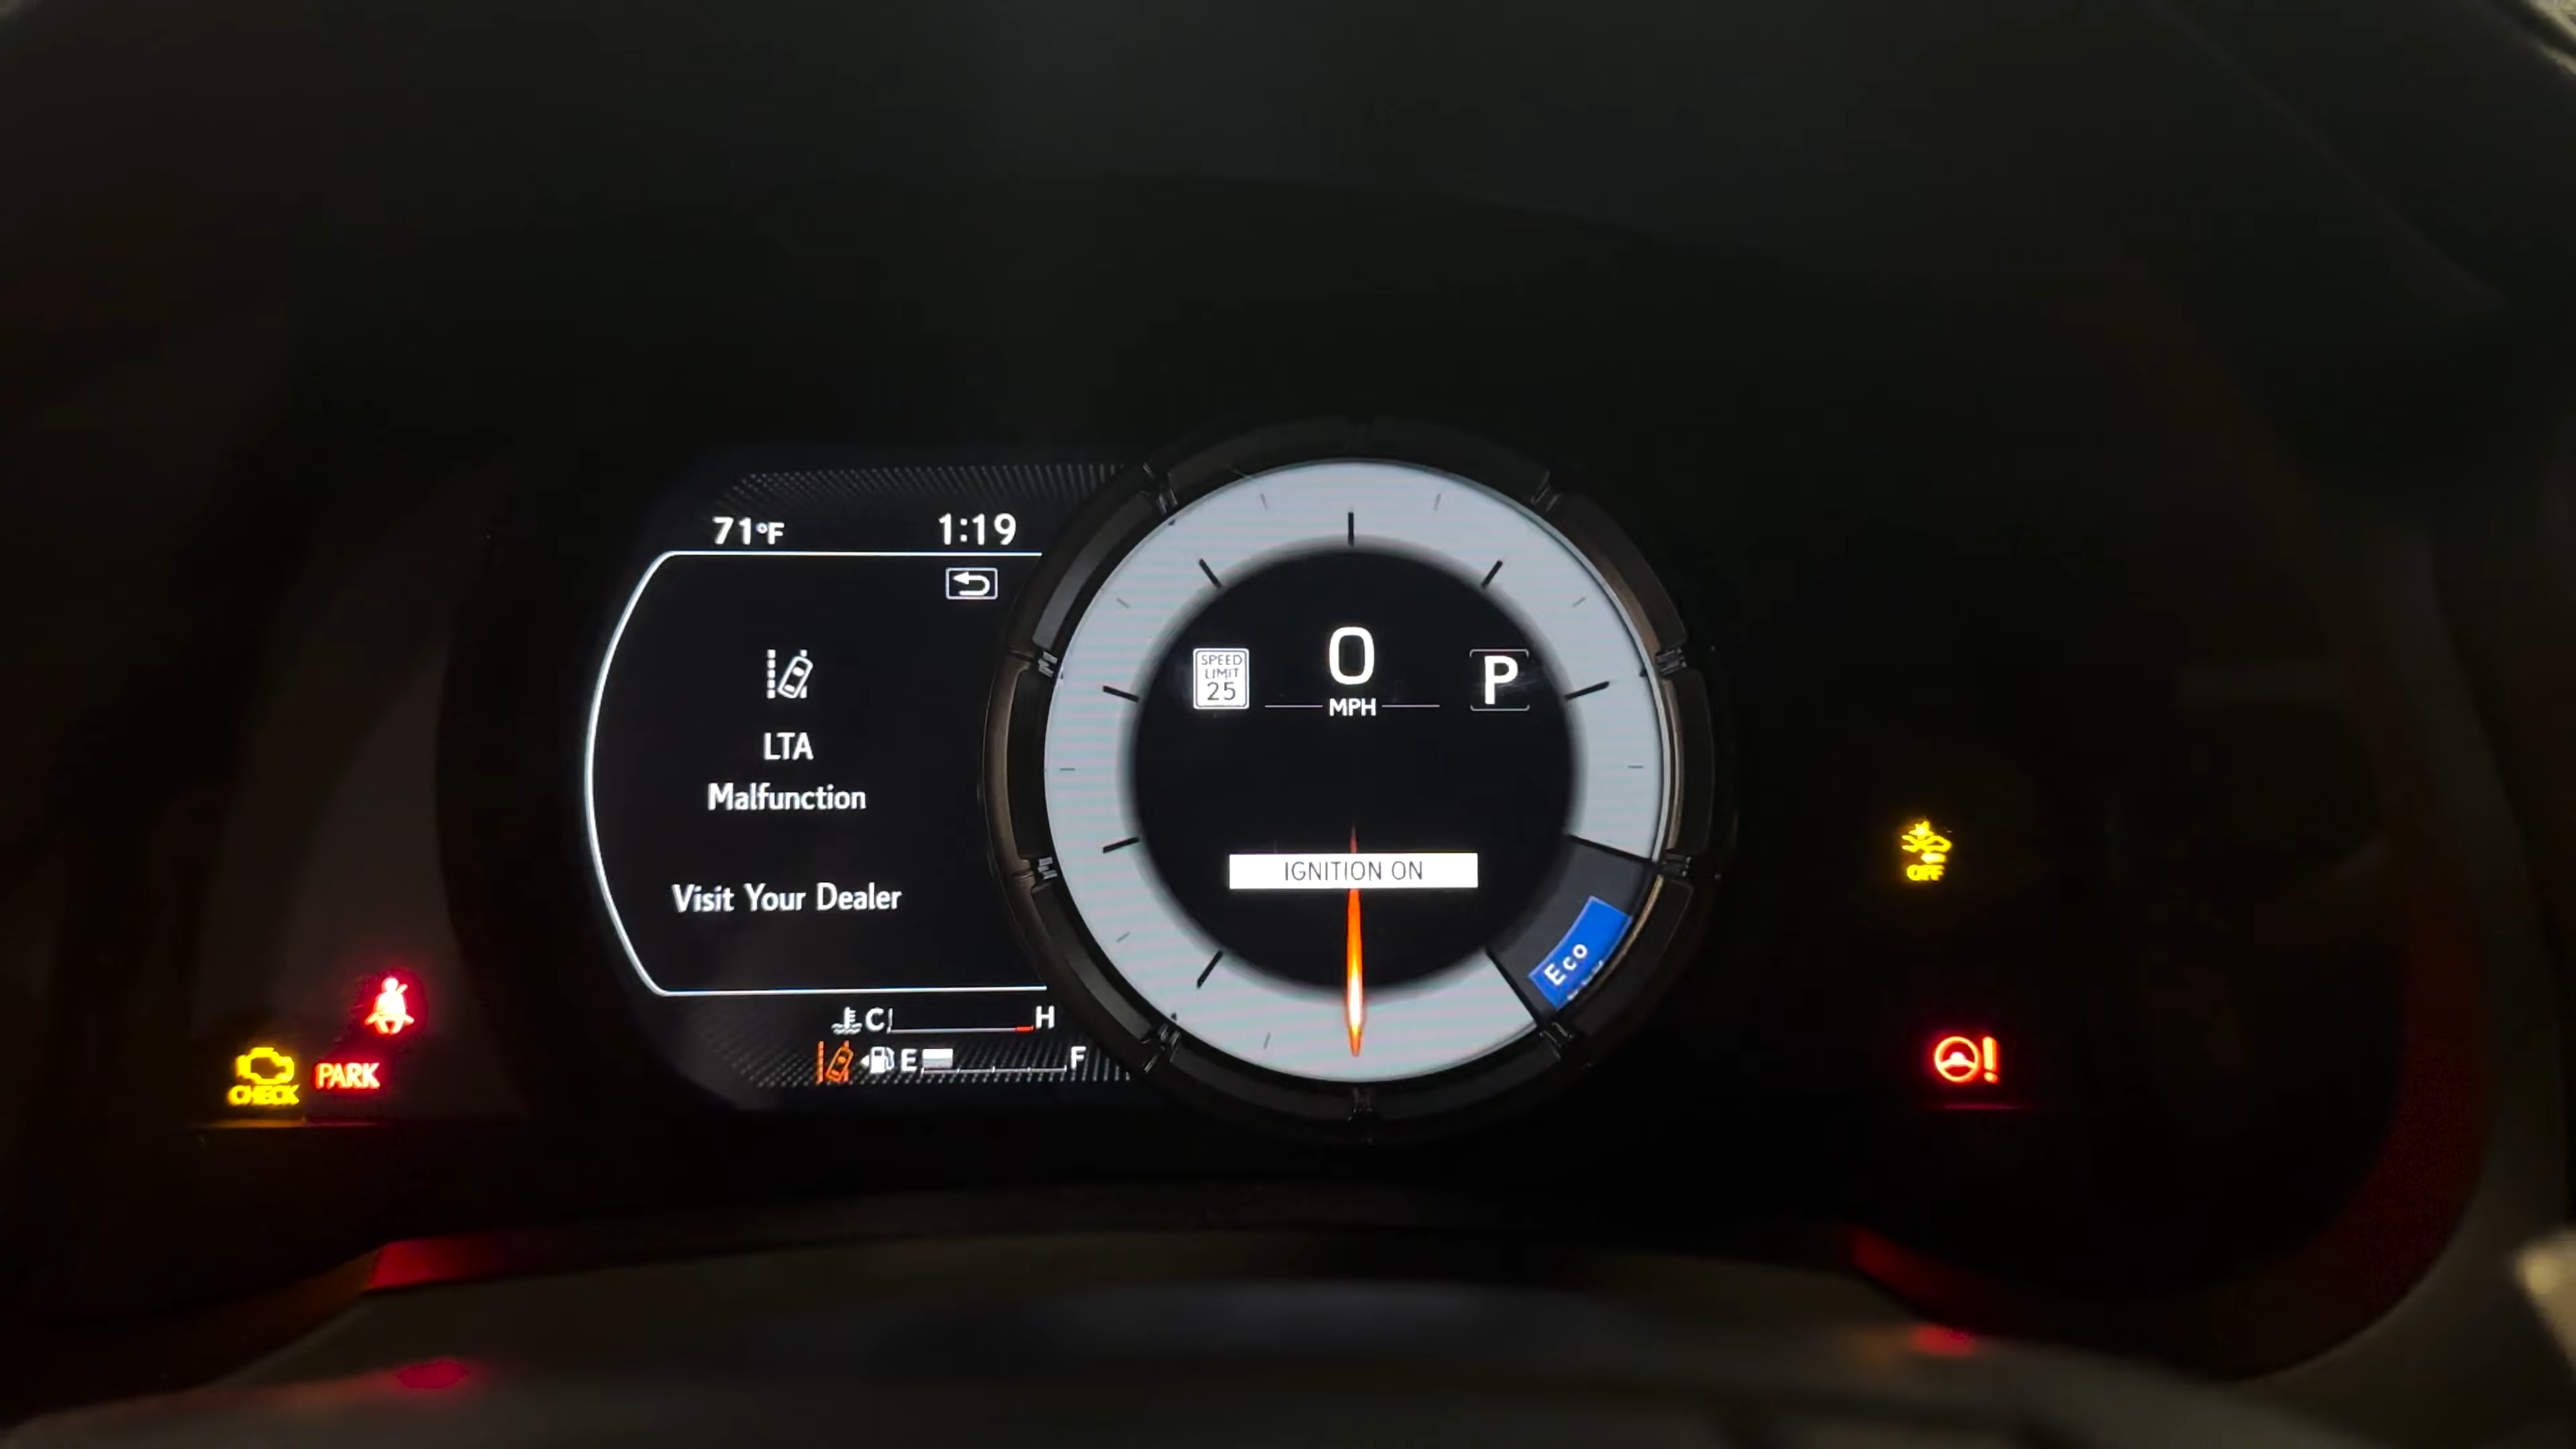 71°F 1:19
LTA
Malfunction
Visit Your Dealer
C H
E F
SPEED
LIMIT
25
0
MPH
P
IGNITION ON
Eco
CHECK
PARK
OFF